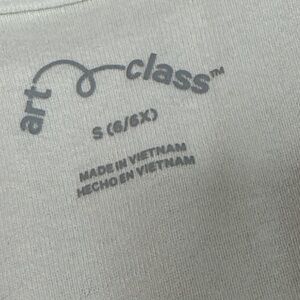 art class™
S (6/6X)
MADE IN VIETNAM
HECHO EN VIETNAM